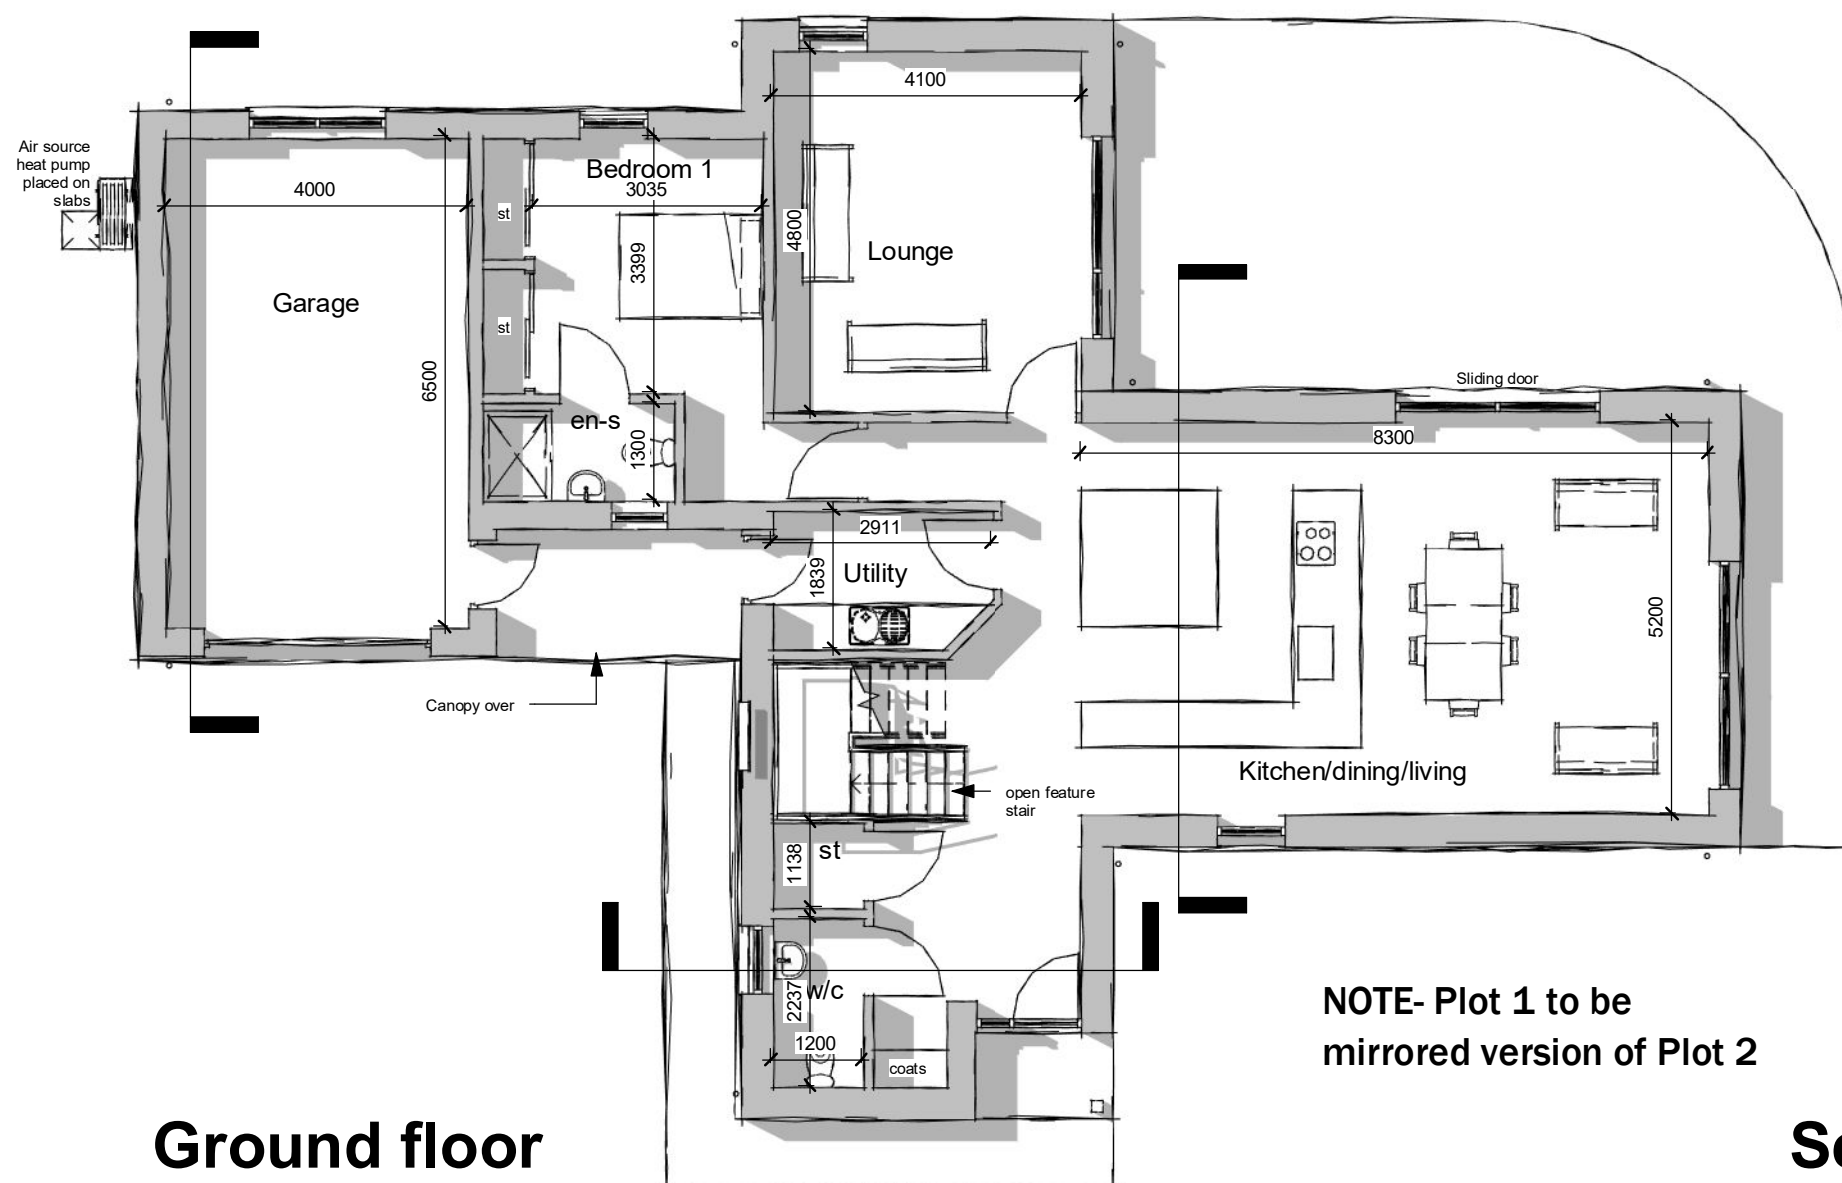 Air source
heat pump
placed on
slabs
4000
Garage
6500
st
st
Bedroom 1
3035
3399
en-s
1300
4100
4800
Lounge
Sliding door
8300
5200
2911
1839
Utility
Canopy over
open feature
stair
Kitchen/dining/living
1138
st
2237
w/c
1200
coats
NOTE- Plot 1 to be
mirrored version of Plot 2
Ground floor